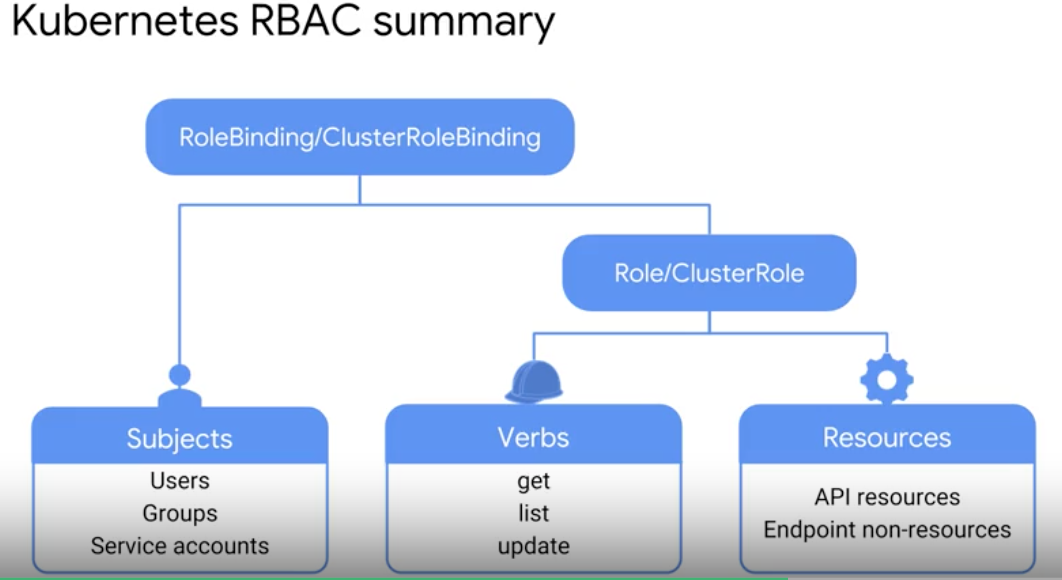 Kubernetes RBAC summary
RoleBinding/ClusterRoleBinding
Role/ClusterRole
Subjects
Users
Groups
Service accounts
Verbs
get
list
update
Resources
API resources
Endpoint non-resources